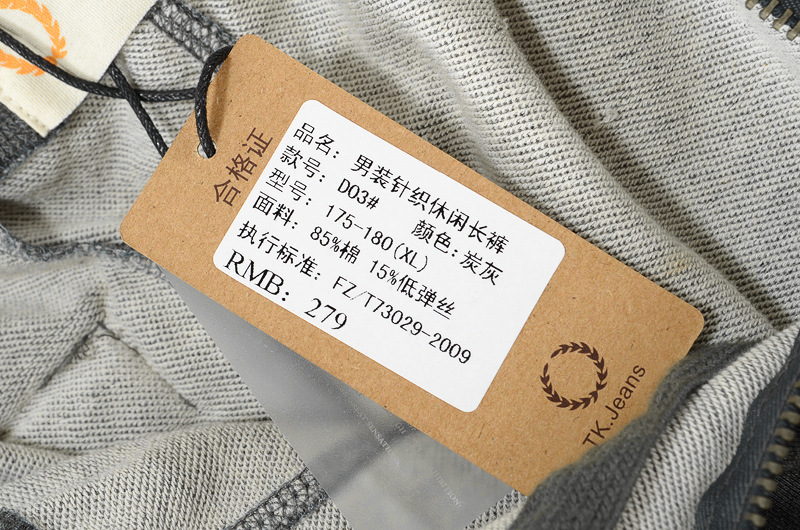 合格证
品名：男装针织休闲长裤
款号：D03# 颜色:炭灰
型号：175-180(XL)
面料：85%棉 15%低弹丝
执行标准：FZ/T73029-2009
RMB：279
TK.Jeans